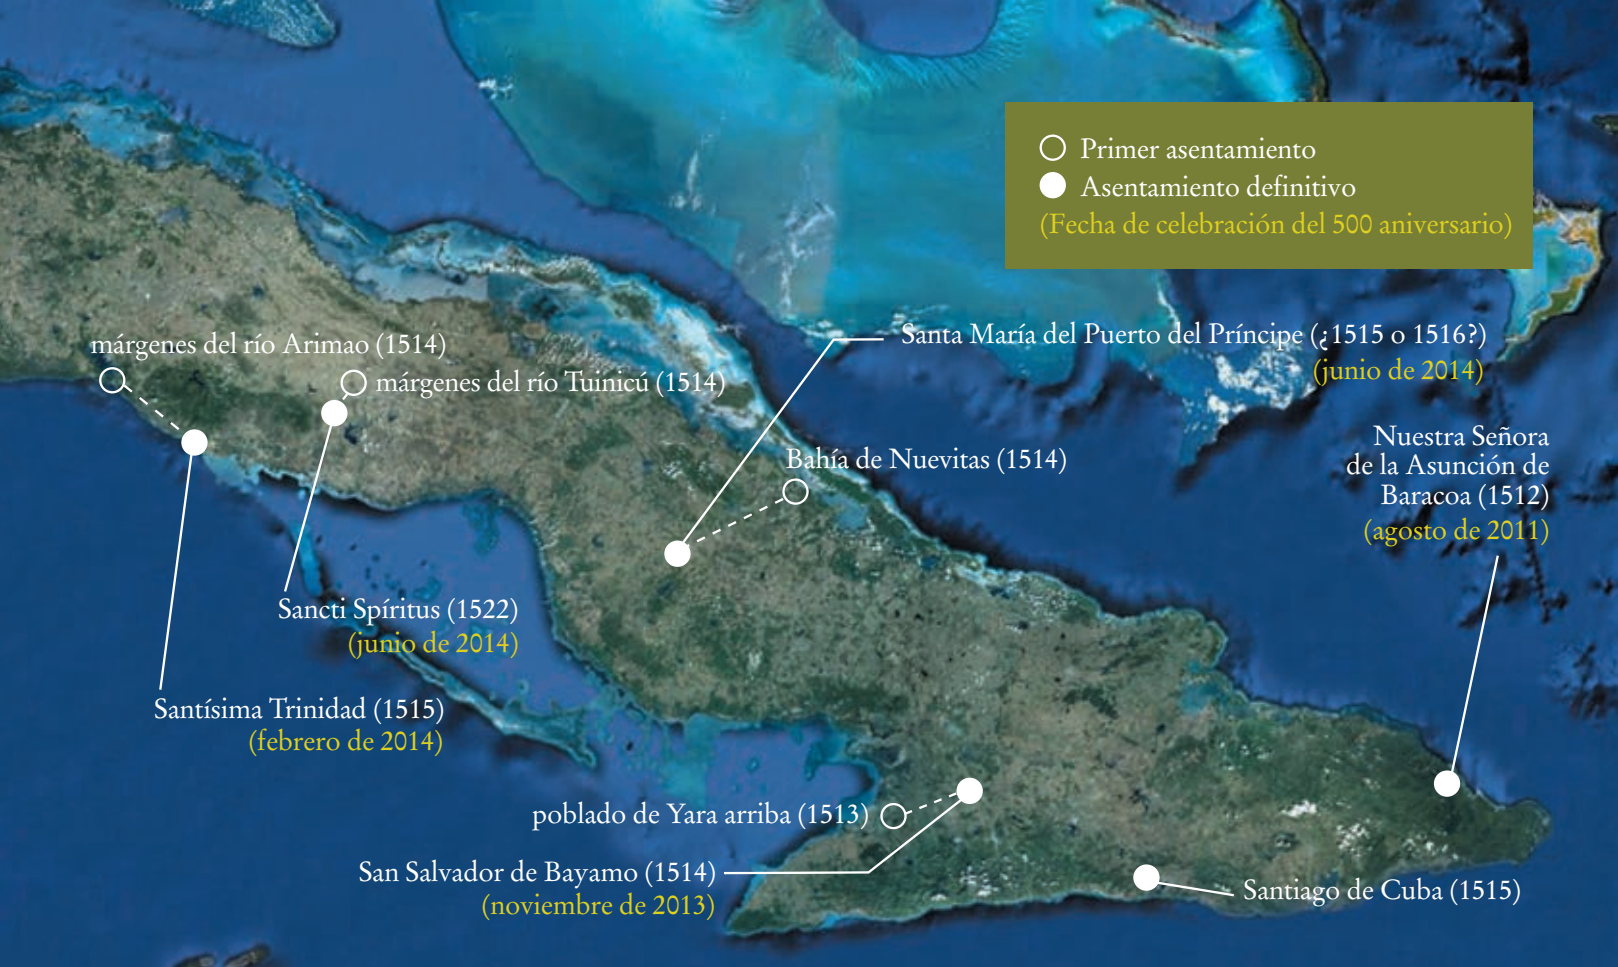 Primer asentamiento
Asentamiento definitivo
(Fecha de celebración del 500 aniversario)
márgenes del río Arimao (1514)
márgenes del río Tuinicú (1514)
Santa María del Puerto del Príncipe (¿1515 o 1516?)
(junio de 2014)
Bahía de Nuevitas (1514)
Nuestra Señora
de la Asunción de
Baracoa (1512)
(agosto de 2011)
Sancti Spíritus (1522)
(junio de 2014)
Santísima Trinidad (1515)
(febrero de 2014)
poblado de Yara arriba (1513)
San Salvador de Bayamo (1514)
(noviembre de 2013)
Santiago de Cuba (1515)